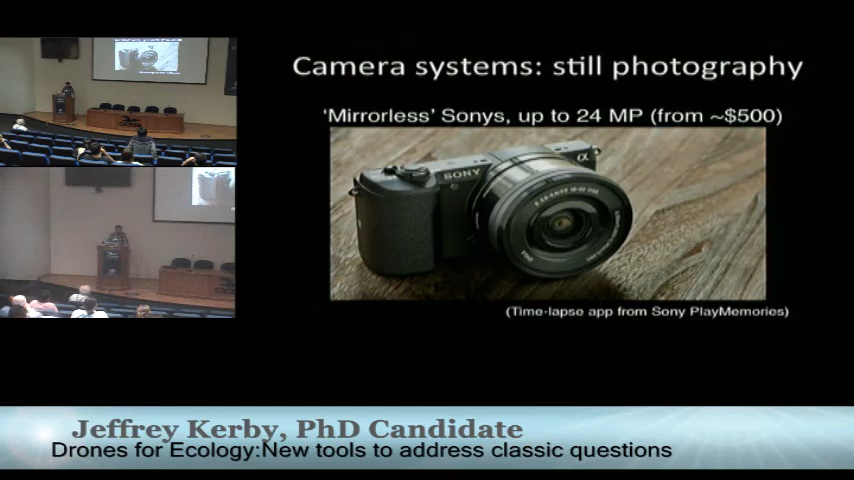 Camera systems: still photography
'Mirrorless' Sonys, up to 24 MP (from ~$500)
SONY
α
(Time-lapse app from Sony PlayMemories)
Jeffrey Kerby, PhD Candidate
Drones for Ecology:New tools to address classic questions